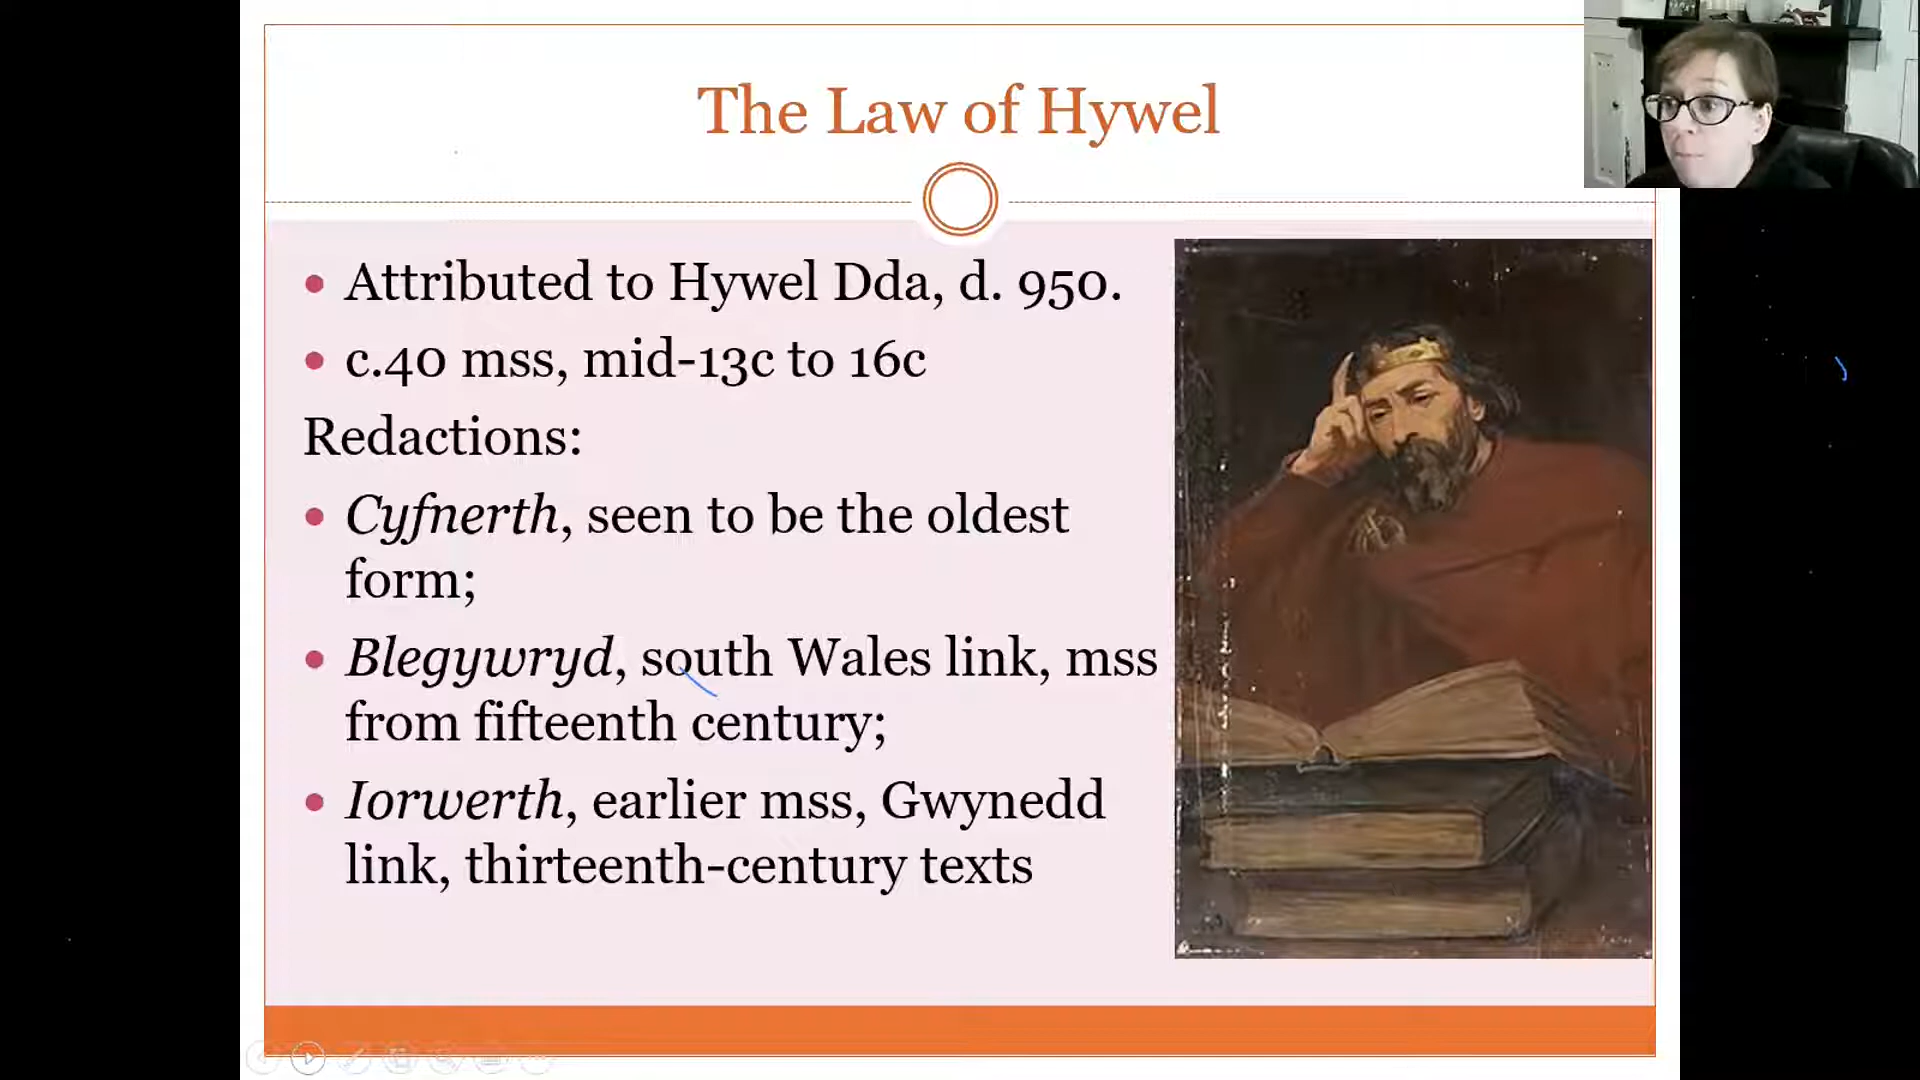 The Law of Hywel
• Attributed to Hywel Dda, d. 950.
• c.40 mss, mid-13c to 16c
Redactions:
• Cyfnerth, seen to be the oldest
form;
• Blegywryd, south Wales link, mss
from fifteenth century;
• Iorwerth, earlier mss, Gwynedd
link, thirteenth-century texts